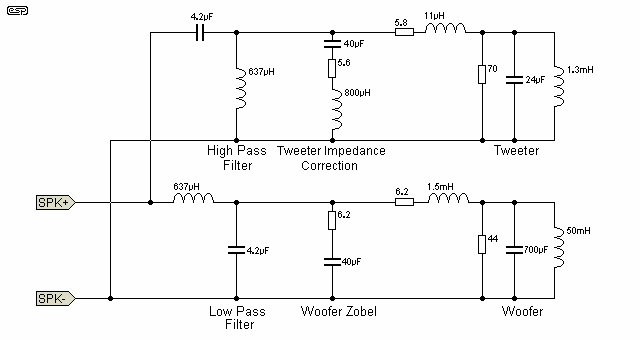 esp
4.2µF
5.8
11µH
40µF
637µH
5.6
800µH
70
24µF
1.3mH
High Pass
Filter
Tweeter Impedance
Correction
Tweeter
SPK+
637µH
6.2
1.5mH
6.2
4.2µF
40µF
44
700µF
50mH
SPK-
Low Pass
Filter
Woofer Zobel
Woofer